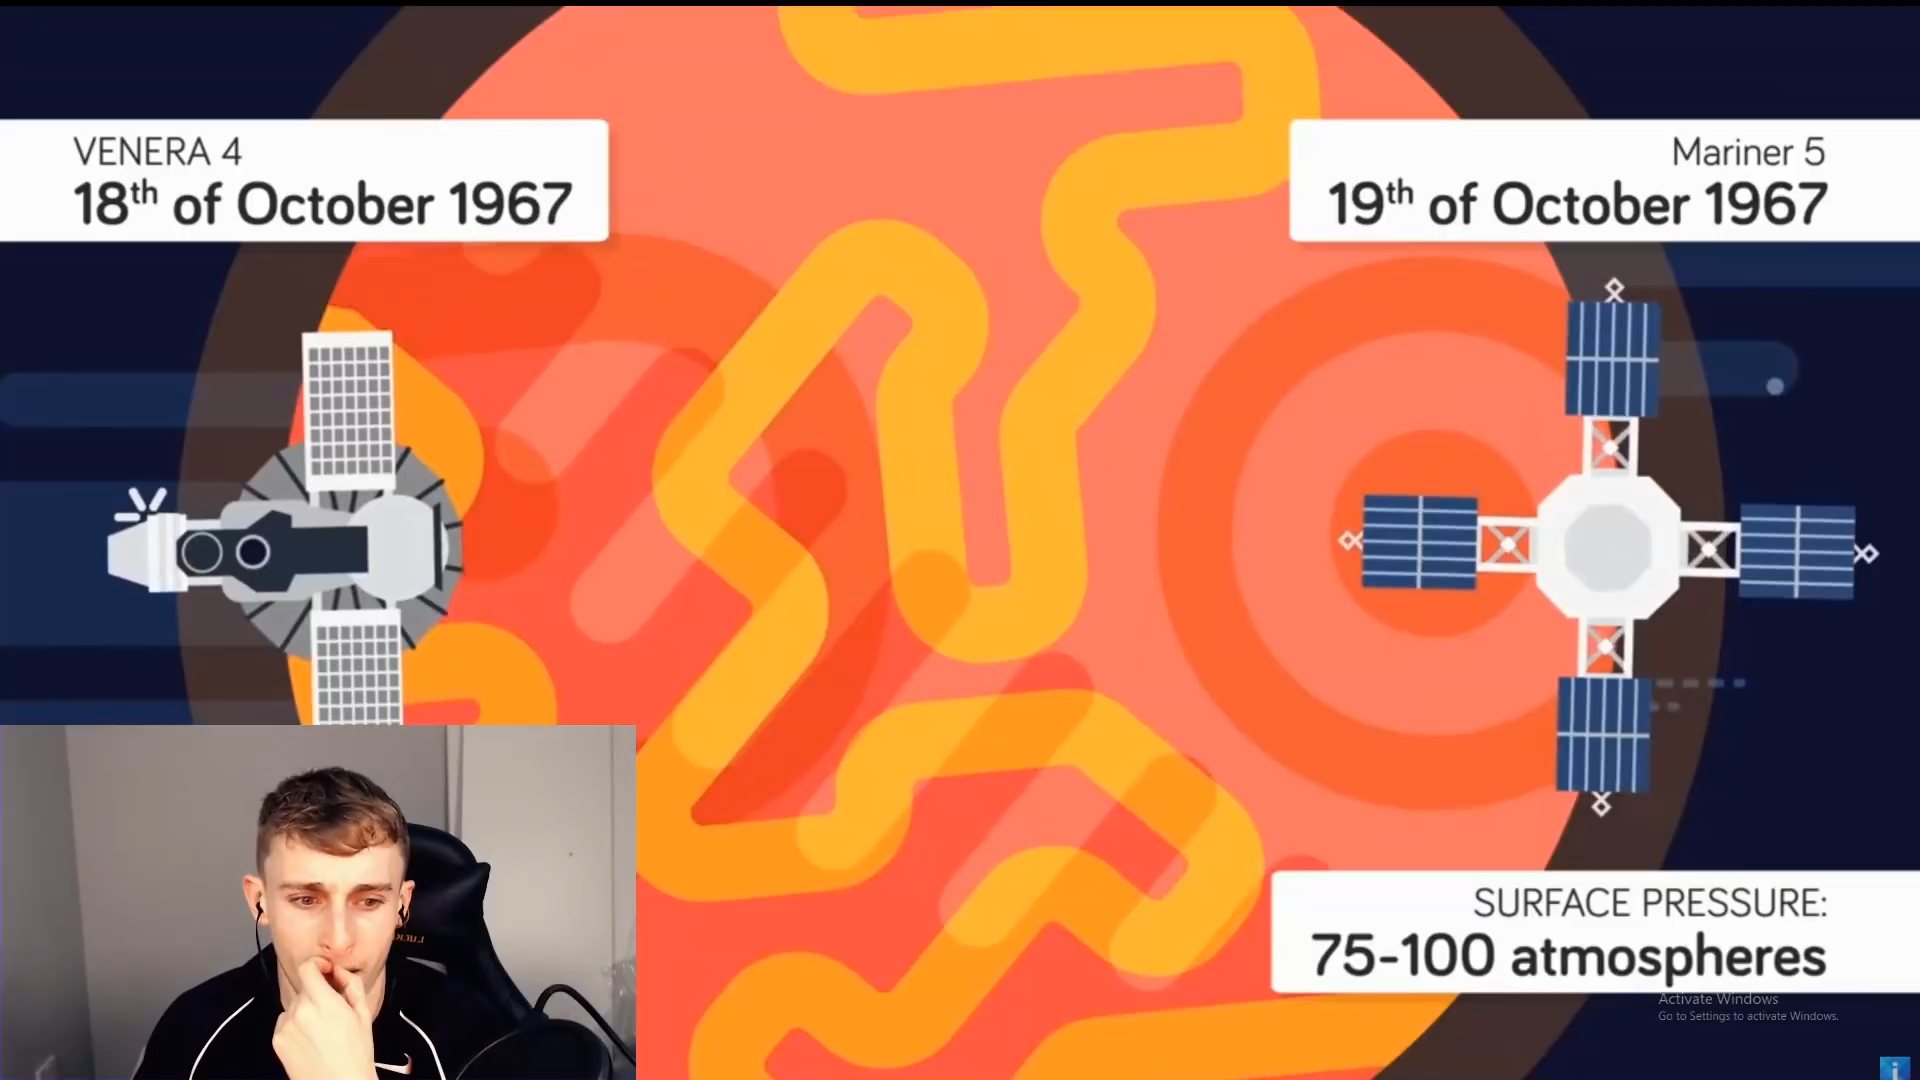 VENERA 4
18th of October 1967
Mariner 5
19th of October 1967
SURFACE PRESSURE:
75-100 atmospheres
Activate Windows
Go to Settings to activate Windows.